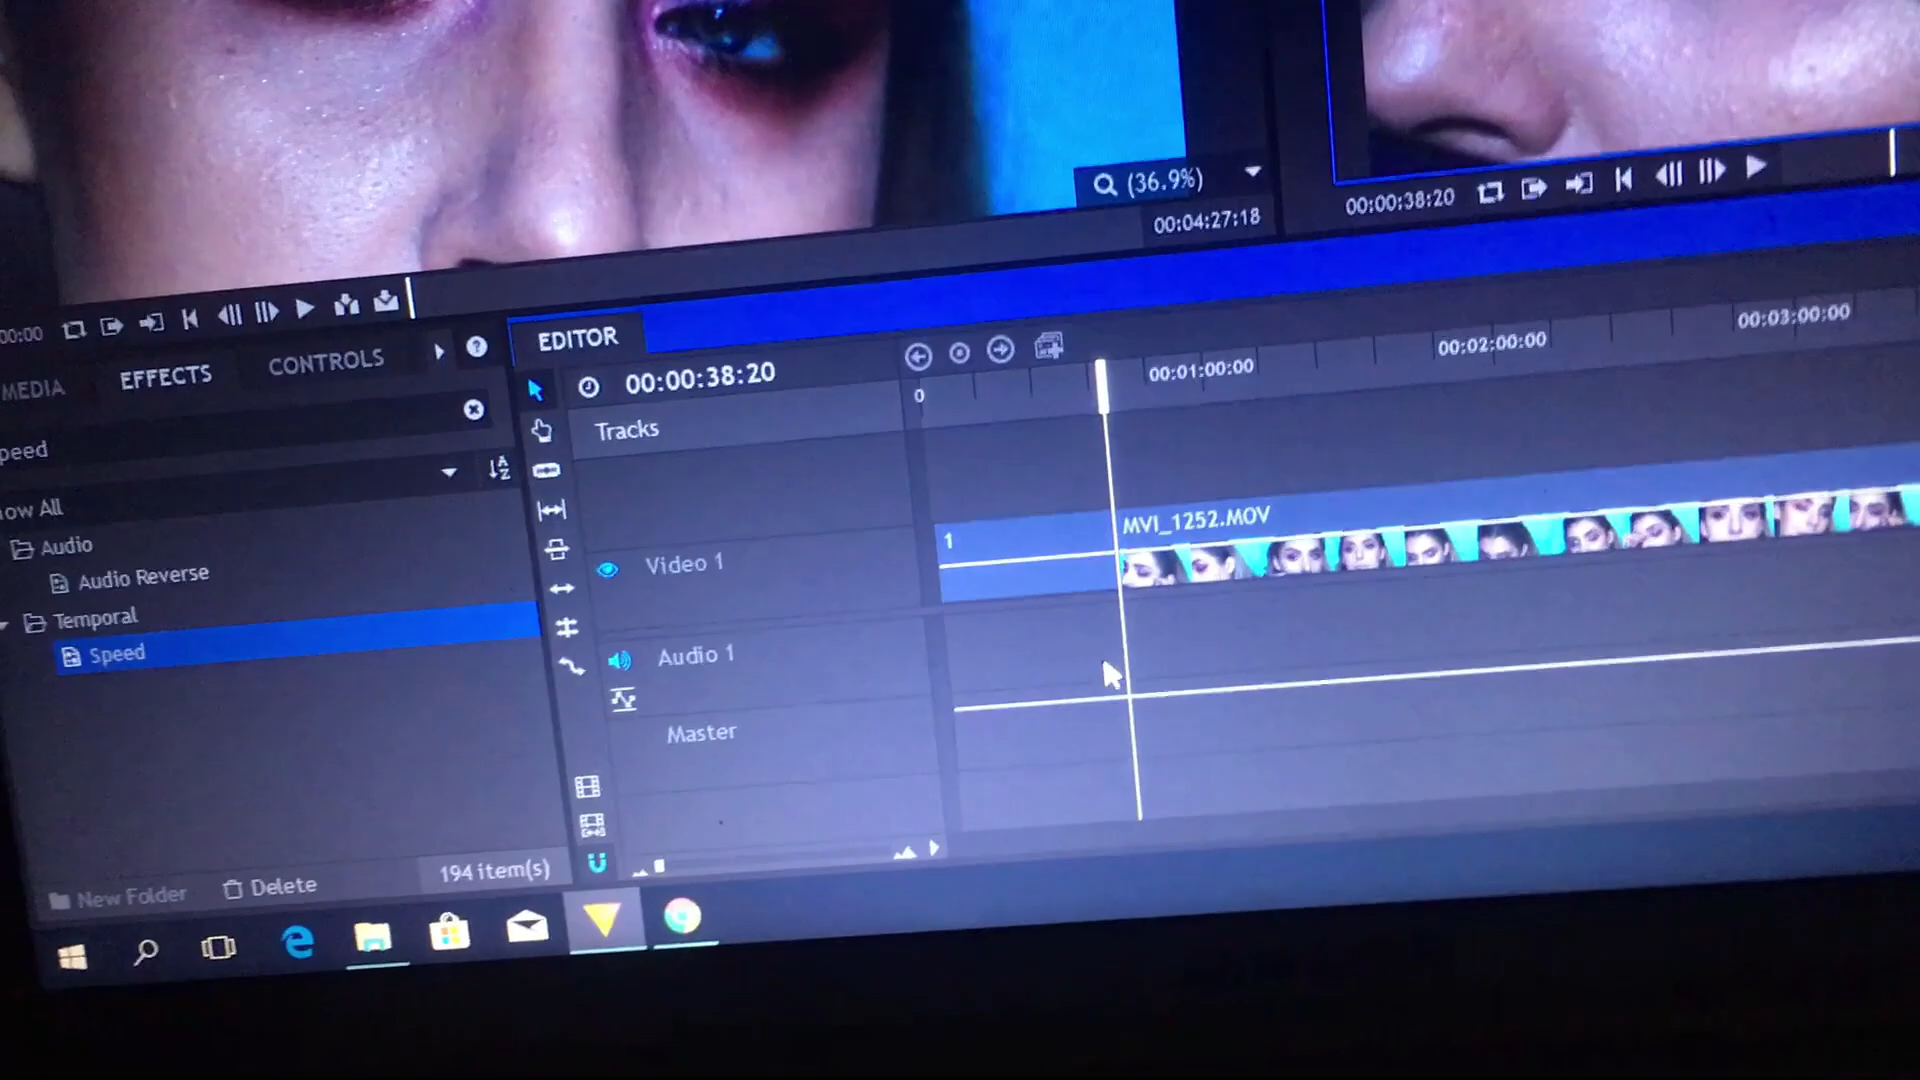 (36.9%)
00:04:27:18
00:00:38:20
00:00
MEDIA
EFFECTS
CONTROLS
peed
ow All
Audio
Audio Reverse
Temporal
Speed
New Folder
Delete
194 item(s)
EDITOR
00:00:38:20
Tracks
0
00:01:00:00
00:02:00:00
00:03:00:00
1
MVI_1252.MOV
Video 1
Audio 1
Master